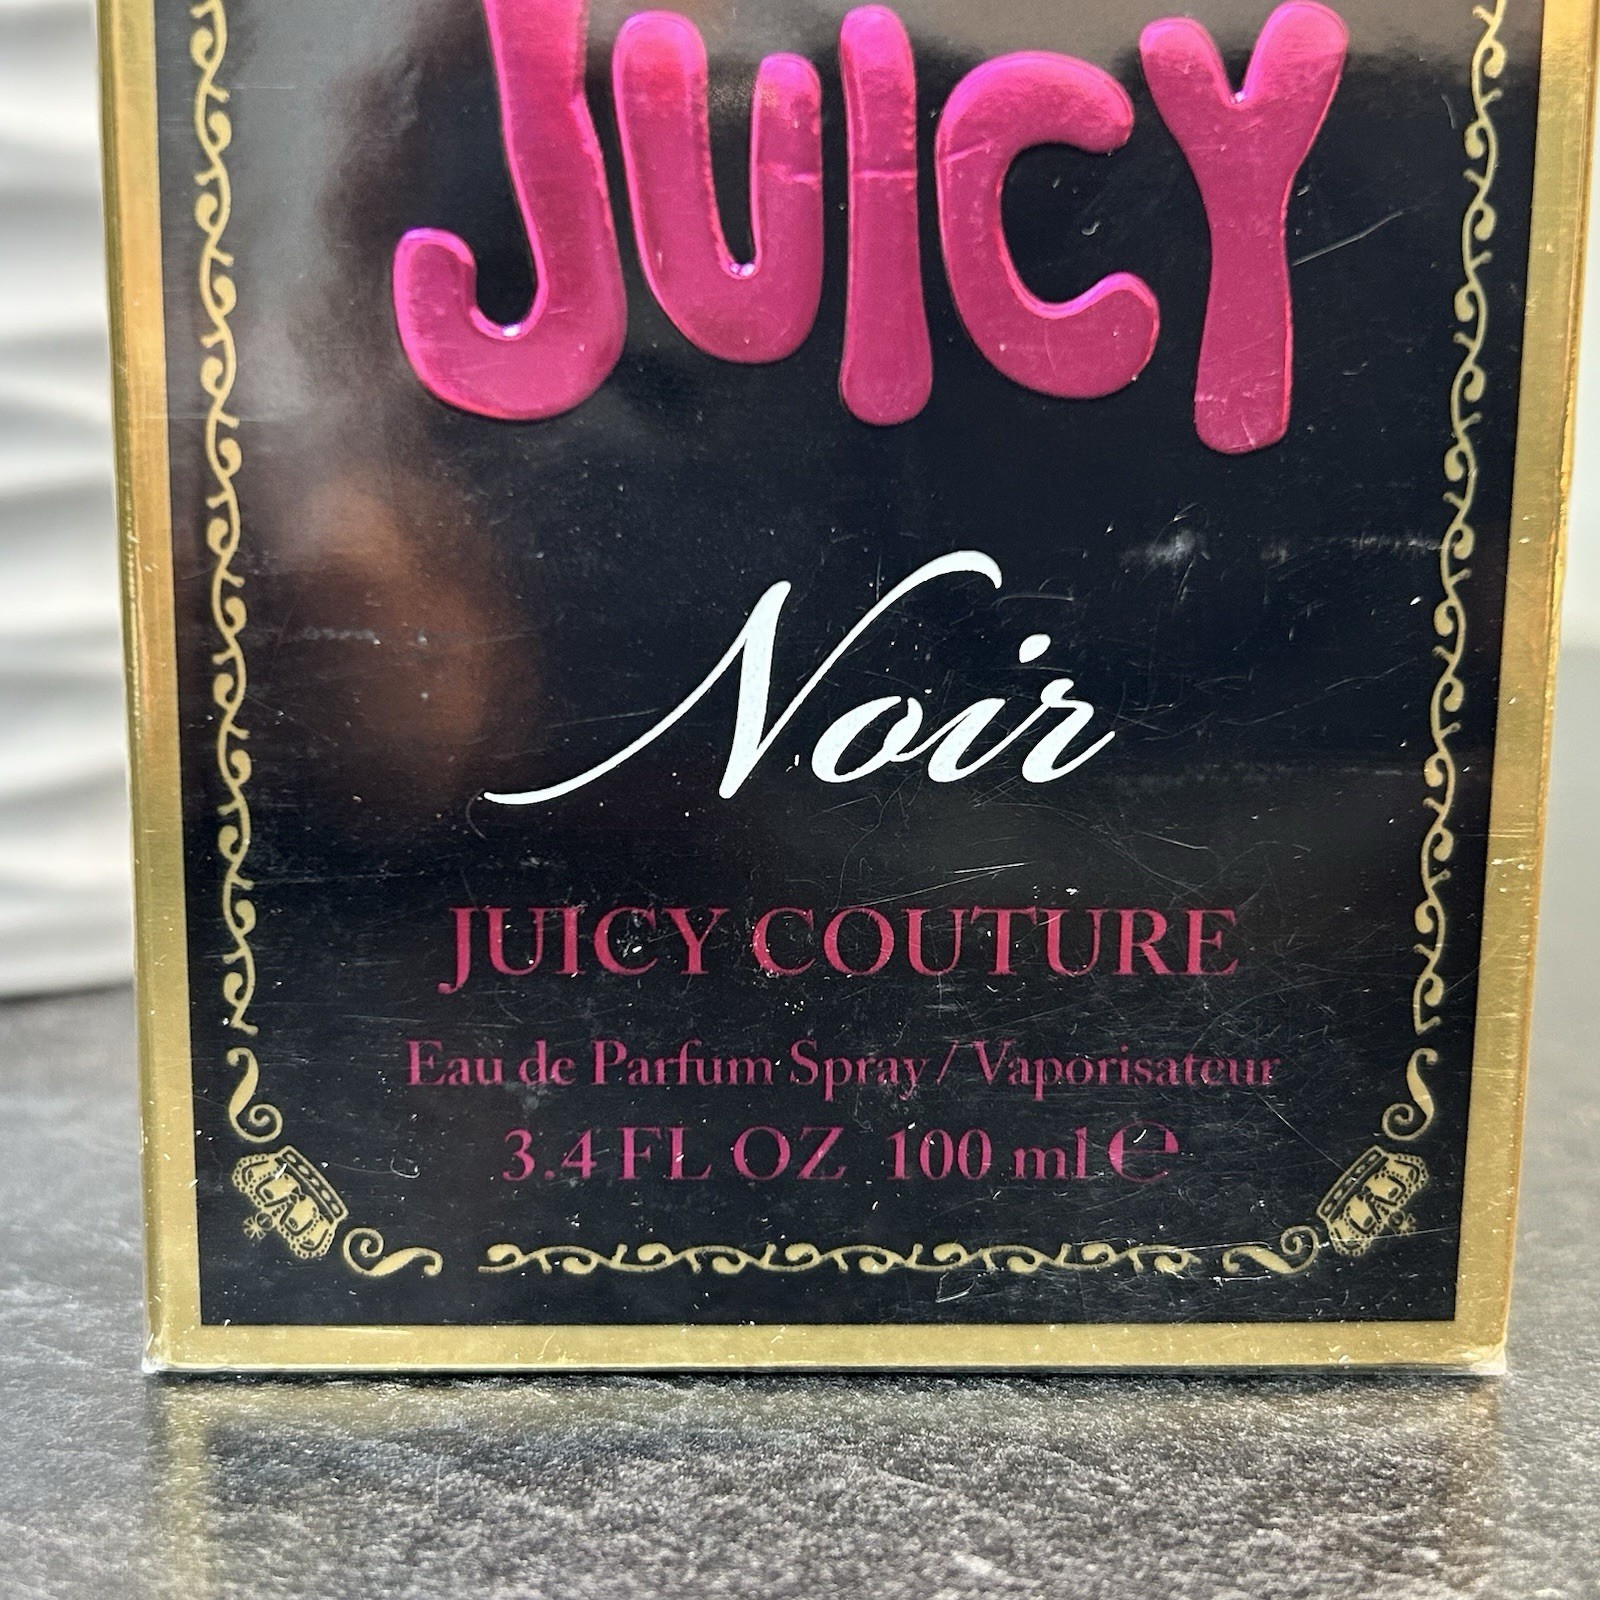 JUICY
Noir
JUICY COUTURE
Eau de Parfum Spray / Vaporisateur
3.4 FL OZ 100 ml ℮